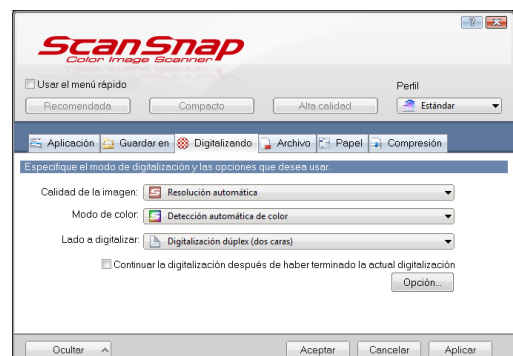 ScanSnap
Color Image Scanner
Usar el menú rápido
Perfil
Recomendada Compacto Alta calidad Estándar
Aplicación Guardar en Digitalizando Archivo Papel Compresión
Especifique el modo de digitalización y las opciones que desea usar.
Calidad de la imagen: Resolución automática
Modo de color: Detección automática de color
Lado a digitalizar: Digitalización dúplex (dos caras)
Continuar la digitalización después de haber terminado la actual digitalización
Opción...
Ocultar Aceptar Cancelar Aplicar